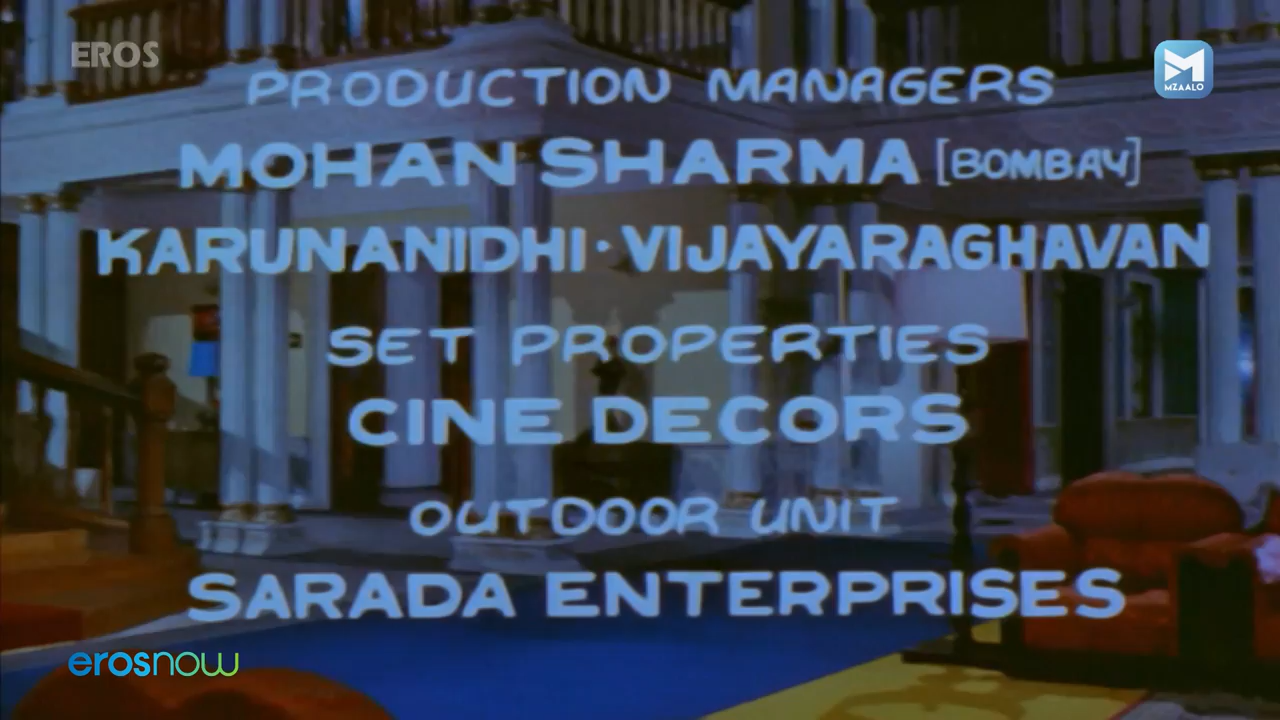 EROS
MZAALO
PRODUCTION MANAGERS
MOHAN SHARMA [BOMBAY]
KARUNANIDHI · VIJAYARAGHAVAN
SET PROPERTIES
CINE DECORS
OUTDOOR UNIT
SARADA ENTERPRISES
erosnow